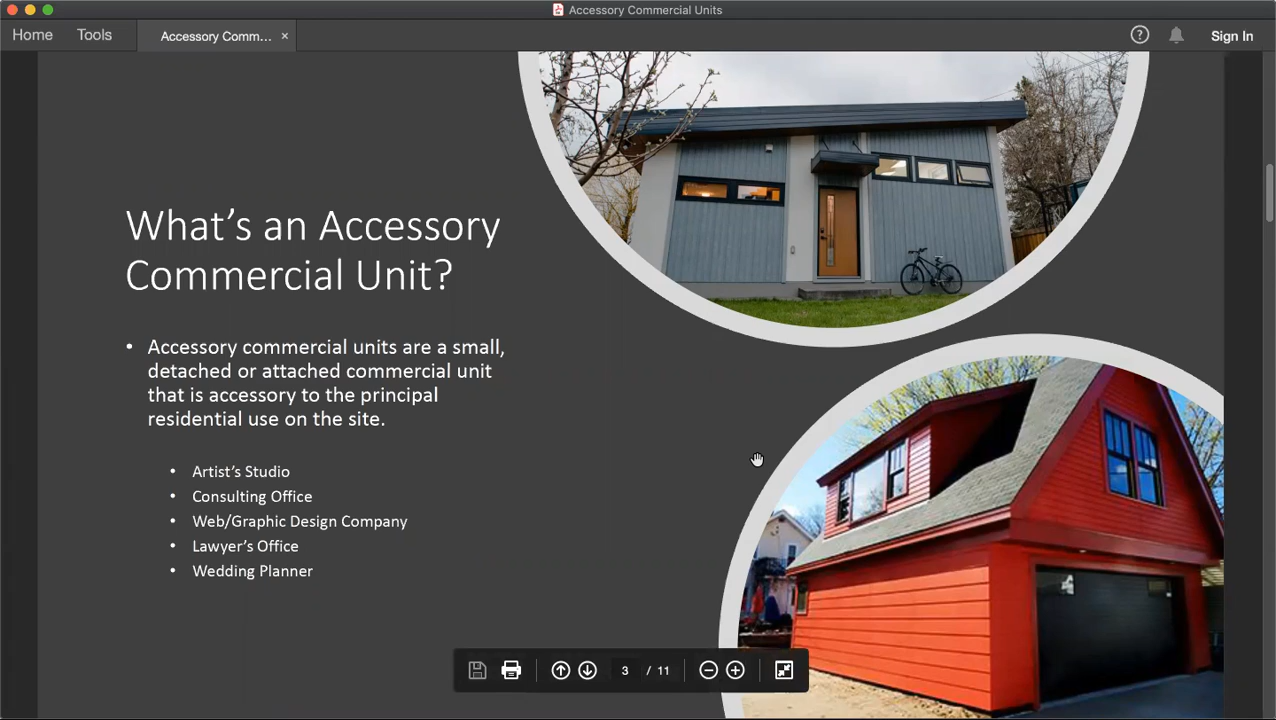 Accessory Commercial Units
Home Tools Accessory Comm... × ? Sign In
What's an Accessory
Commercial Unit?
• Accessory commercial units are a small,
detached or attached commercial unit
that is accessory to the principal
residential use on the site.
• Artist's Studio
• Consulting Office
• Web/Graphic Design Company
• Lawyer's Office
• Wedding Planner
3 / 11